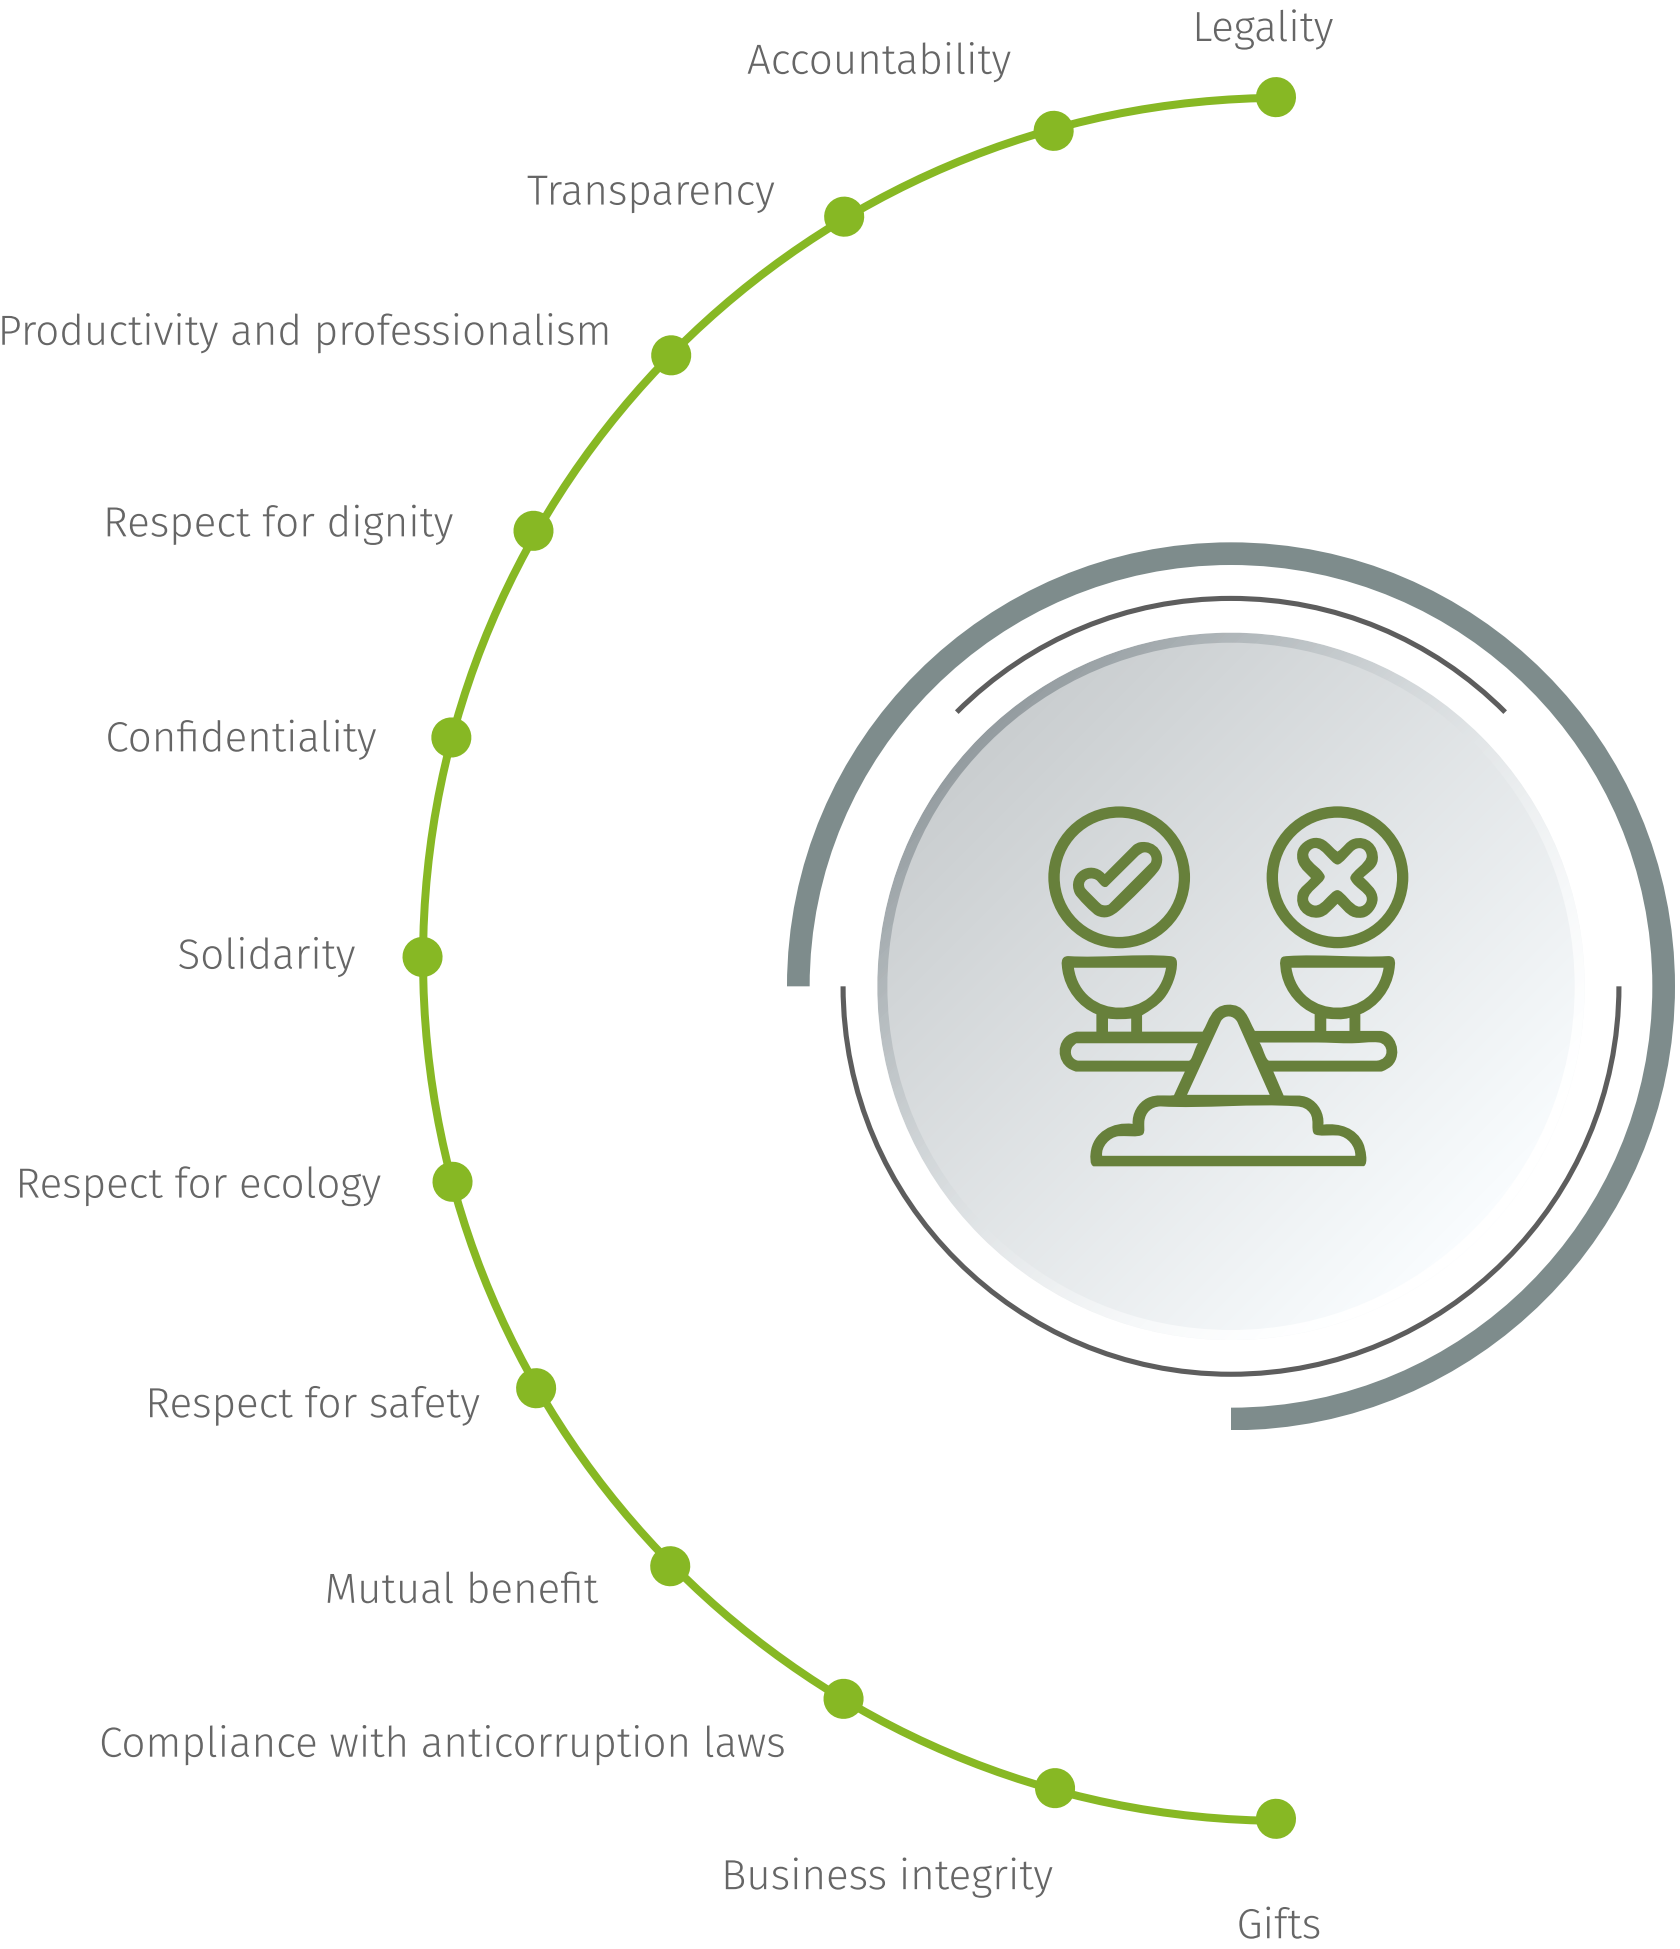 Legality
Accountability
Transparency
Productivity and professionalism
Respect for dignity
Confidentiality
Solidarity
Respect for ecology
Respect for safety
Mutual benefit
Compliance with anticorruption laws
Business integrity
Gifts